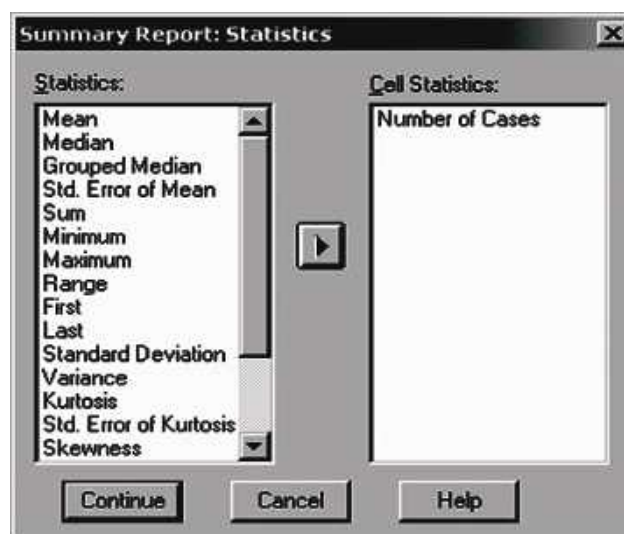 Summary Report: Statistics
Statistics:
Mean
Median
Grouped Median
Std. Error of Mean
Sum
Minimum
Maximum
Range
First
Last
Standard Deviation
Variance
Kurtosis
Std. Error of Kurtosis
Skewness
Cell Statistics:
Number of Cases
Continue
Cancel
Help